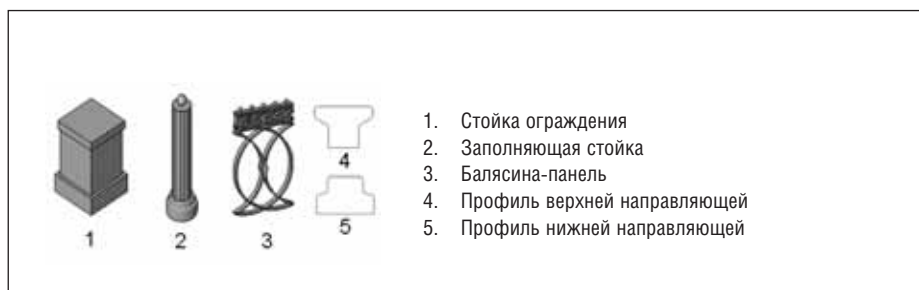 1. Стойка ограждения
2. Заполняющая стойка
3. Балясина-панель
4. Профиль верхней направляющей
5. Профиль нижней направляющей
1
2
3
4
5